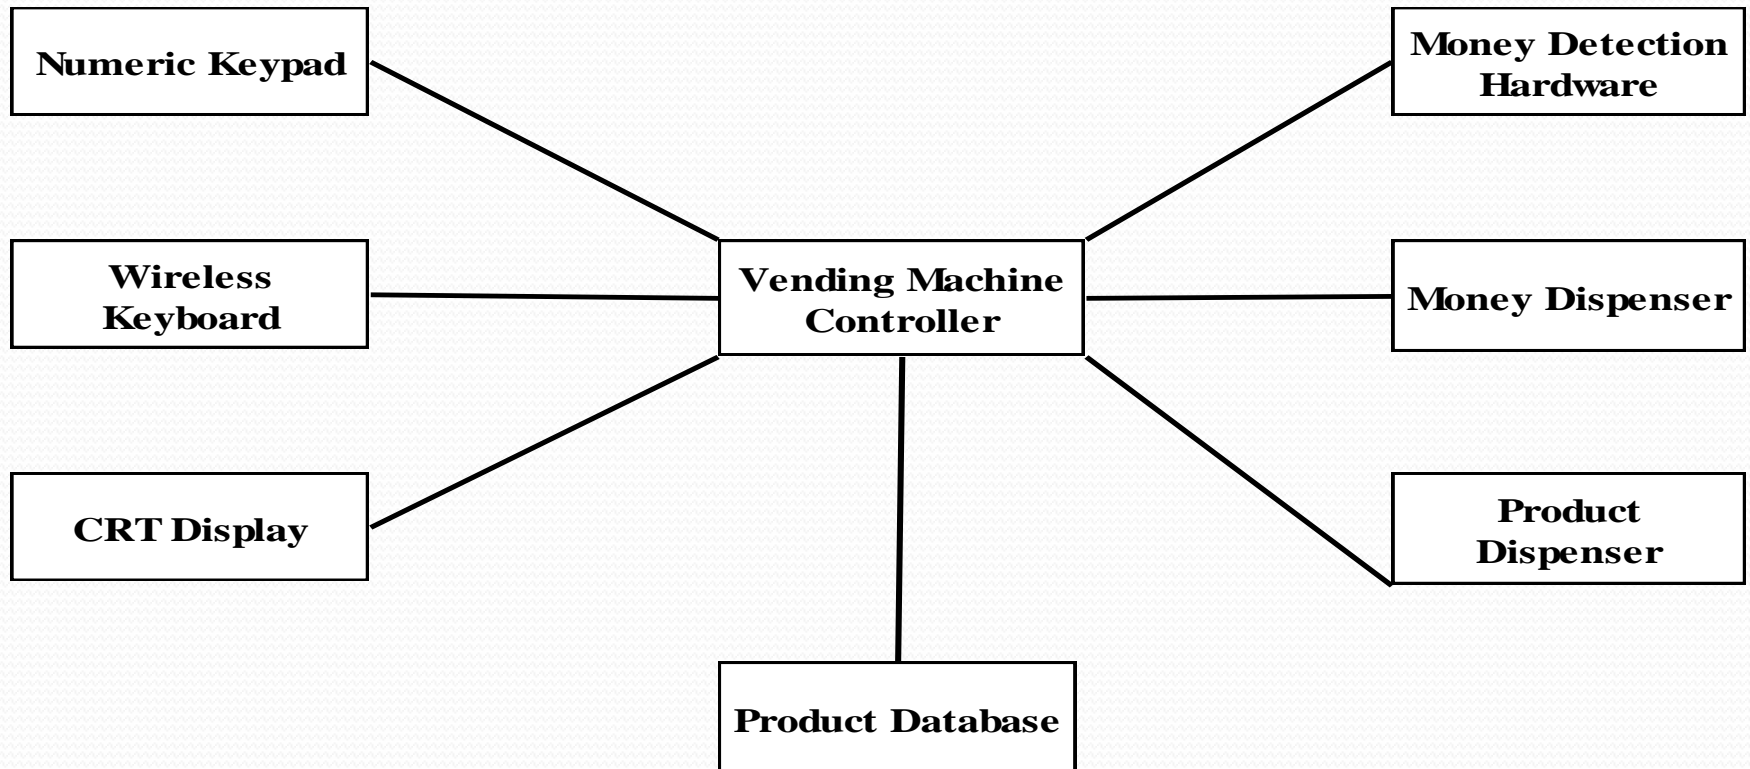 Numeric Keypad
Money Detection
Hardware
Wireless
Keyboard
Vending Machine
Controller
Money Dispenser
CRT Display
Product
Dispenser
Product Database